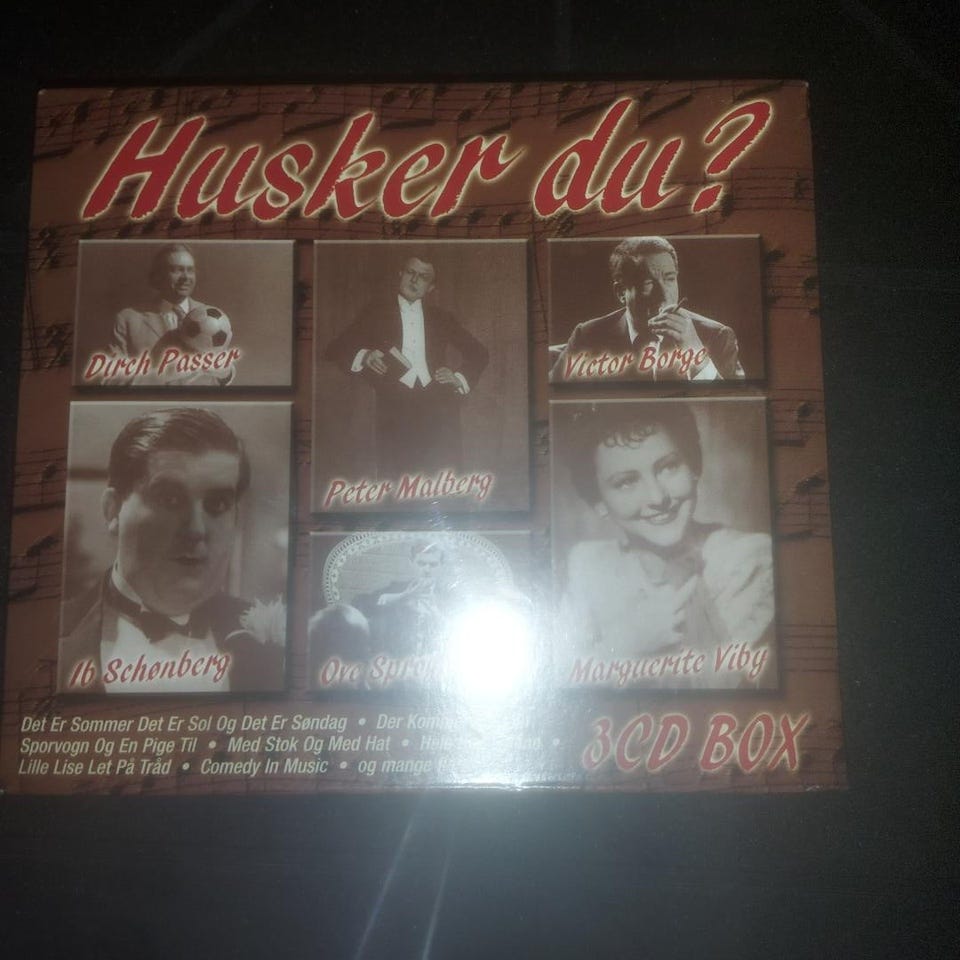 Husker du?
Dirch Passer
Peter Malberg
Victor Borge
Ib Schønberg
Ove
Marguerite Viby
Det Er Sommer Det Er Sol Og Det Er Søndag • Der
Sporvogn Og En Pige Til • Med Stok Og Med Hat •
Lille Lise Let På Tråd • Comedy In Music • og mange
3CD BOX